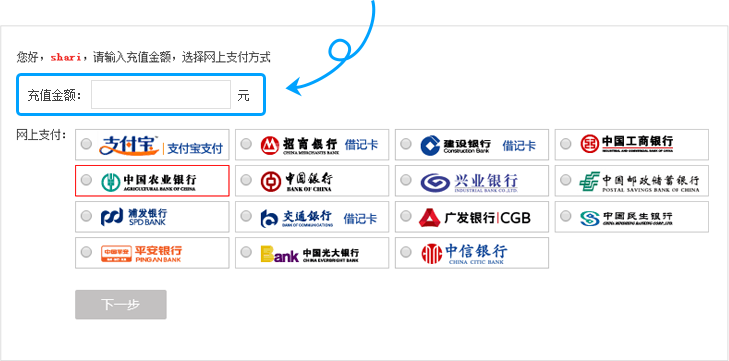 您好，shari，请输入充值金额，选择网上支付方式
充值金额： 元
网上支付：
支付宝 支付宝支付
招商银行 借记卡
CHINA MERCHANTS BANK
建设银行 借记卡
China Construction Bank
中国工商银行
INDUSTRIAL AND COMMERCIAL BANK OF CHINA
中国农业银行
AGRICULTURAL BANK OF CHINA
中国银行
BANK OF CHINA
兴业银行
INDUSTRIAL BANK CO.,LTD.
中国邮政储蓄银行
POSTAL SAVINGS BANK OF CHINA
浦发银行
SPD BANK
交通银行 借记卡
BANK OF COMMUNICATIONS
广发银行|CGB
中国民生银行
CHINA MINSHENG BANKING CORP.,LTD.
中国平安 平安银行
PING AN BANK
Bank 中国光大银行
CHINA EVERBRIGHT BANK
中信银行
CHINA CITIC BANK
下一步